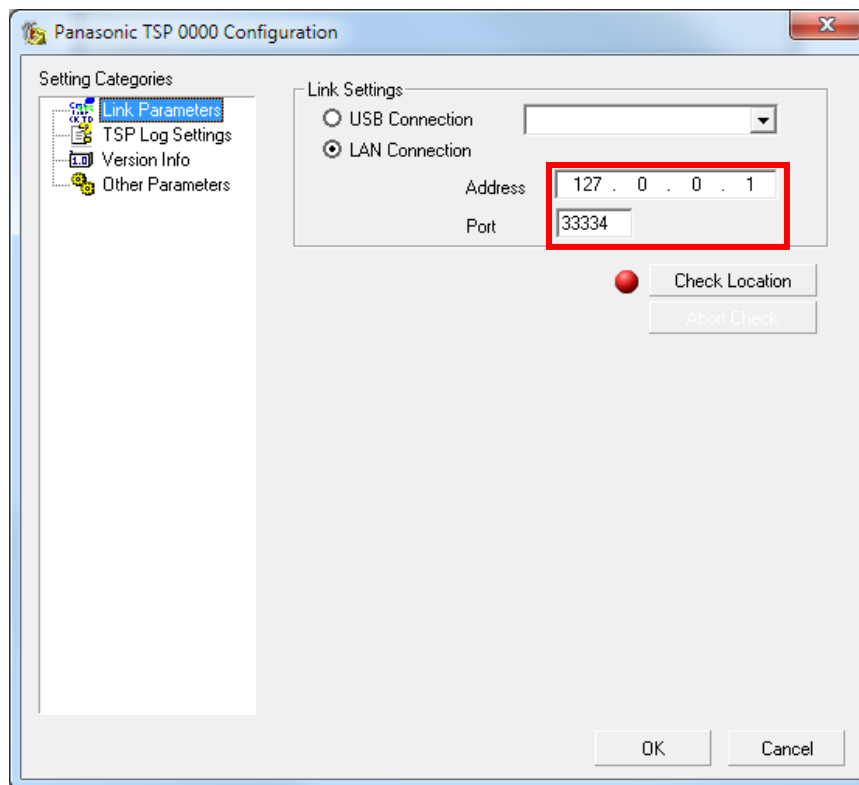 Panasonic TSP 0000 Configuration
Setting Categories
Link Parameters
TSP Log Settings
Version Info
Other Parameters
Link Settings
USB Connection
LAN Connection
Address 127 . 0 . 0 . 1
Port 33334
Check Location
Abort Check
OK Cancel